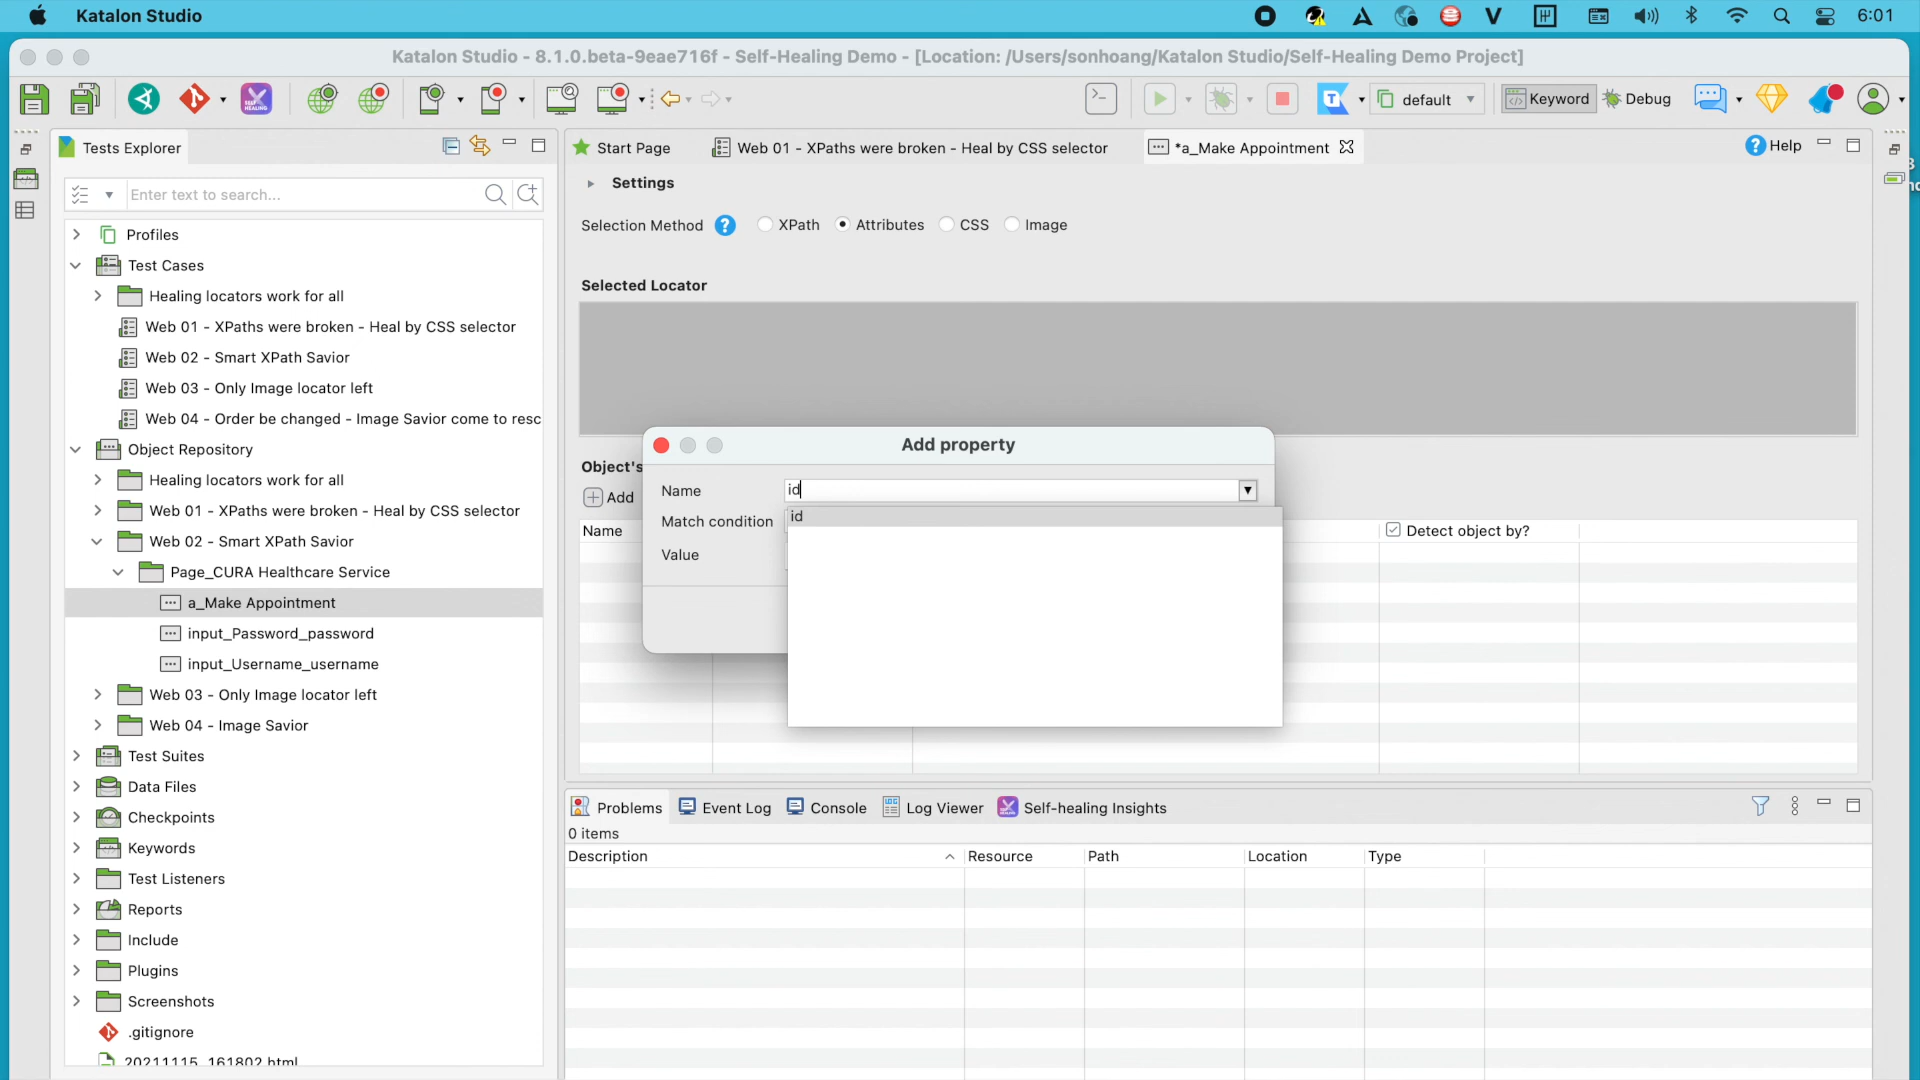 Katalon Studio
6:01
Katalon Studio - 8.1.0.beta-9eae716f - Self-Healing Demo - [Location: /Users/sonhoang/Katalon Studio/Self-Healing Demo Project]
default
Keyword
Debug
Tests Explorer
Enter text to search...
Profiles
Test Cases
Healing locators work for all
Web 01 - XPaths were broken - Heal by CSS selector
Web 02 - Smart XPath Savior
Web 03 - Only Image locator left
Web 04 - Order be changed - Image Savior come to resc
Object Repository
Healing locators work for all
Web 01 - XPaths were broken - Heal by CSS selector
Web 02 - Smart XPath Savior
Page_CURA Healthcare Service
a_Make Appointment
input_Password_password
input_Username_username
Web 03 - Only Image locator left
Web 04 - Image Savior
Test Suites
Data Files
Checkpoints
Keywords
Test Listeners
Reports
Include
Plugins
Screenshots
.gitignore
20211115_161802.html
Start Page
Web 01 - XPaths were broken - Heal by CSS selector
*a_Make Appointment
Help
Settings
Selection Method
XPath
Attributes
CSS
Image
Selected Locator
Object's
Add
Name
Detect object by?
Add property
Name
id
Match condition
id
Value
Problems
Event Log
Console
Log Viewer
Self-healing Insights
0 items
Description
Resource
Path
Location
Type